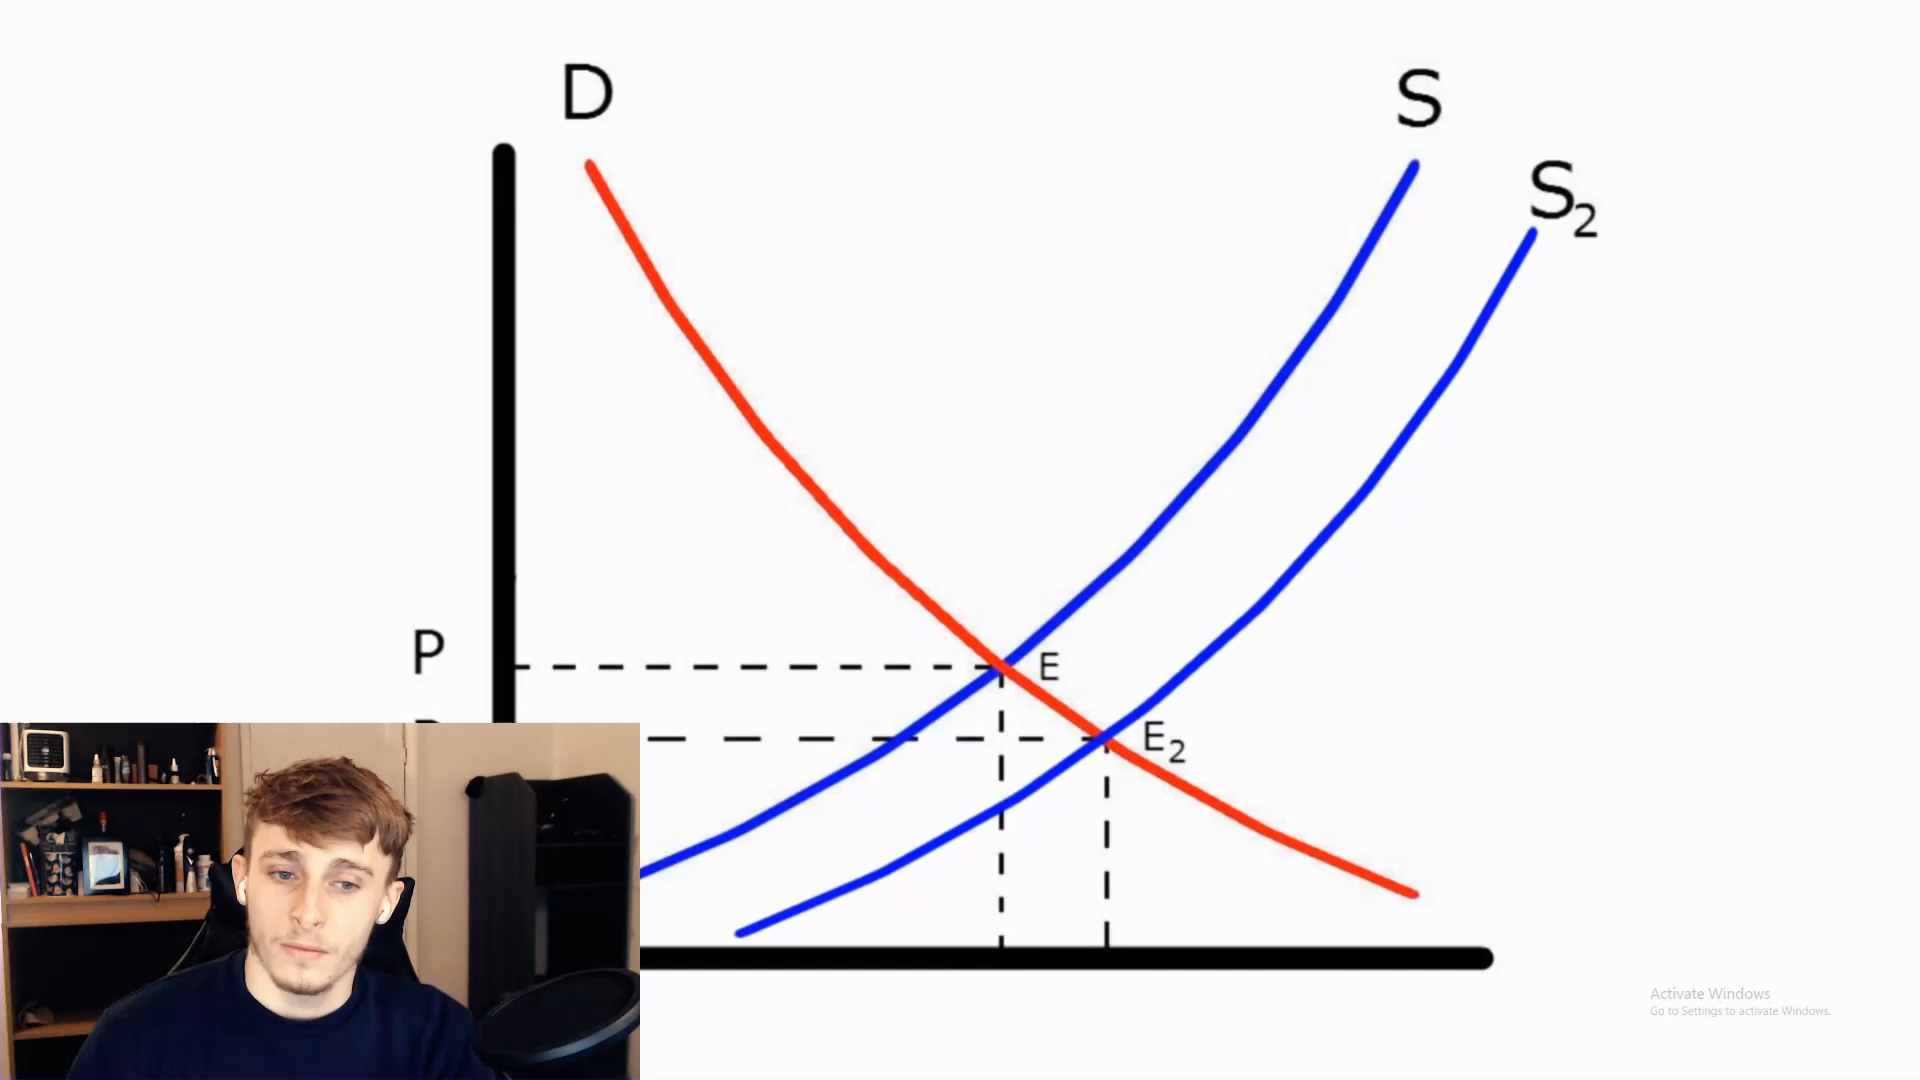 D
S
S2
P
E
E2
Activate Windows
Go to Settings to activate Windows.